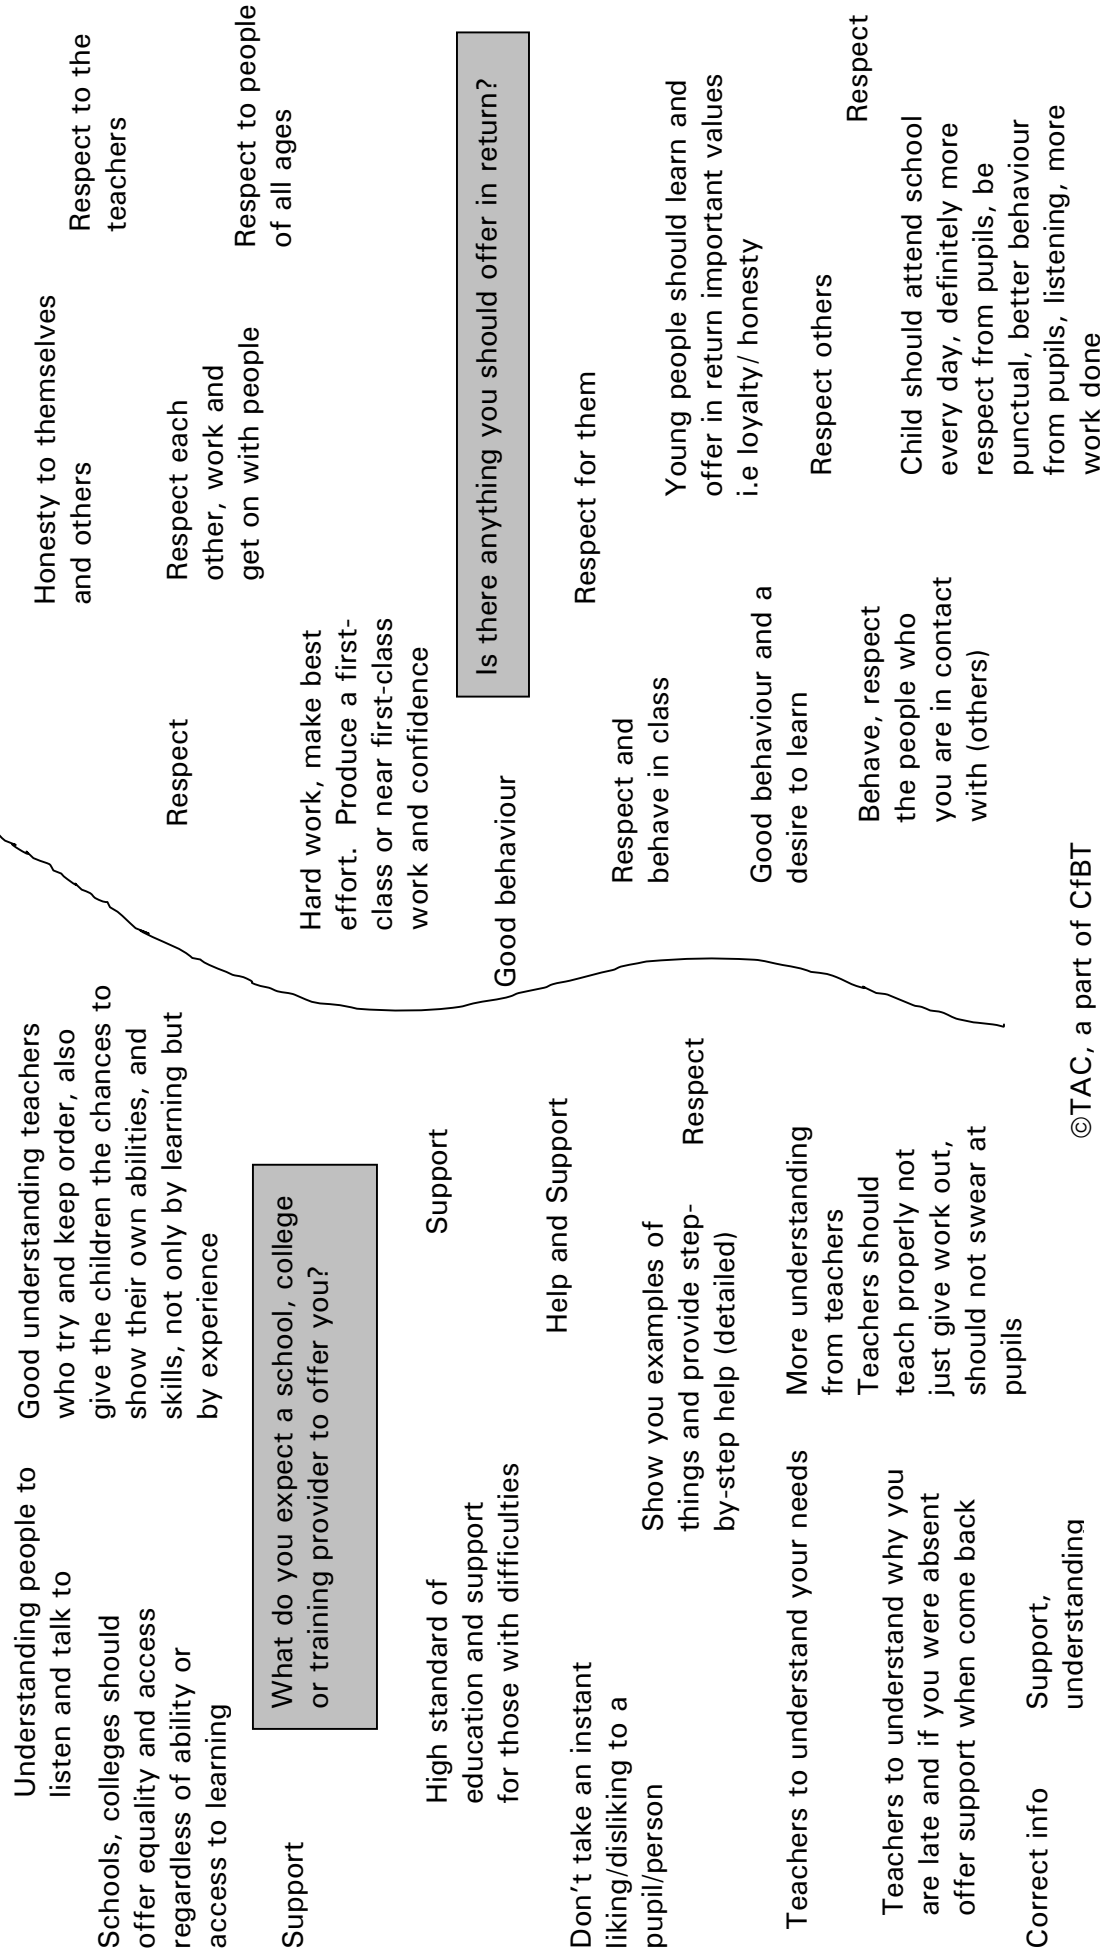 Understanding people to
listen and talk to
Good understanding teachers
who try and keep order, also
give the children the chances to
show their own abilities, and
skills, not only by learning but
by experience
Schools, colleges should
offer equality and access
regardless of ability or
access to learning
What do you expect a school, college
or training provider to offer you?
Support
High standard of
education and support
for those with difficulties
Support
Help and Support
Don't take an instant
liking/disliking to a
pupil/person
Show you examples of
things and provide step-
by-step help (detailed)
Respect
Teachers to understand your needs
More understanding
from teachers
Teachers should
teach properly not
just give work out,
should not swear at
pupils
Teachers to understand why you
are late and if you were absent
offer support when come back
Correct info
Support,
understanding
Honesty to themselves
and others
Respect to the
teachers
Respect
Respect each
other, work and
get on with people
Respect to people
of all ages
Hard work, make best
effort. Produce a first-
class or near first-class
work and confidence
Is there anything you should offer in return?
Good behaviour
Respect for them
Respect and
behave in class
Young people should learn and
offer in return important values
i.e loyalty/ honesty
Good behaviour and a
desire to learn
Respect others
Respect
Behave, respect
the people who
you are in contact
with (others)
Child should attend school
every day, definitely more
respect from pupils, be
punctual, better behaviour
from pupils, listening, more
work done
©TAC, a part of CfBT